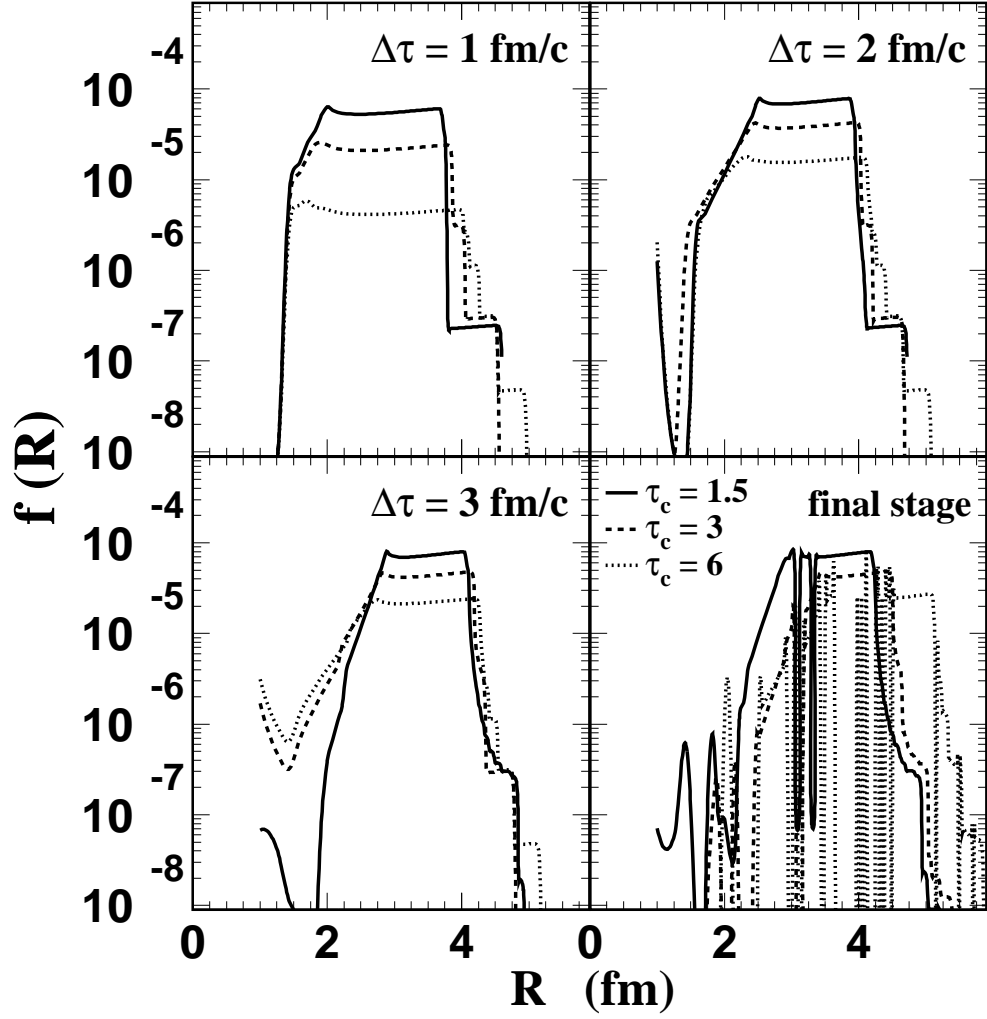 Δτ = 1 fm/c
Δτ = 2 fm/c
10 -4
10 -5
10 -6
10 -7
10 -8
f (R)
Δτ = 3 fm/c
final stage
τc = 1.5
τc = 3
τc = 6
10 -4
10 -5
10 -6
10 -7
10 -8
0 2 4 0 2 4
R (fm)